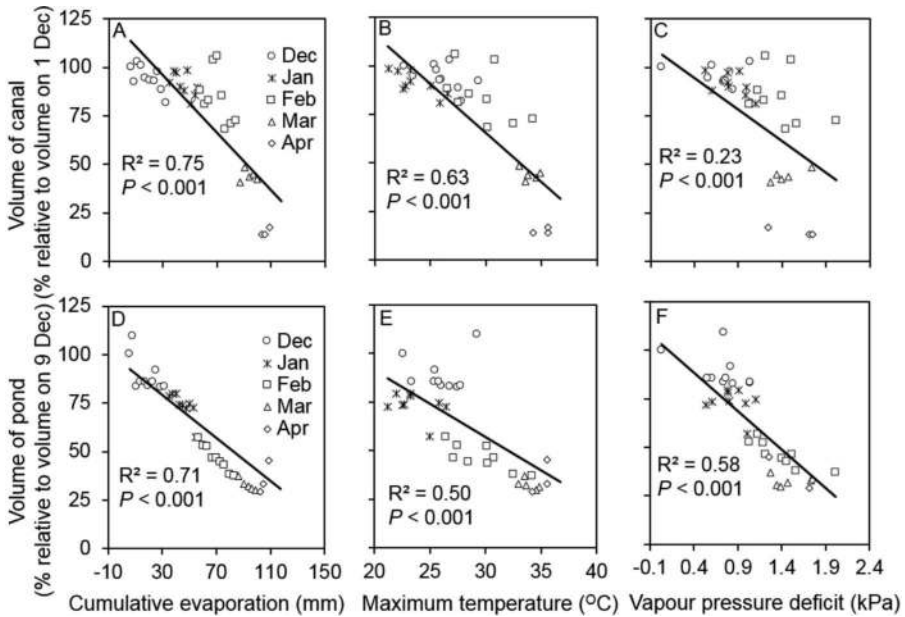 Volume of canal
(% relative to volume on 1 Dec)
125
100
75
50
25
0
A
Dec
Jan
Feb
Mar
Apr
R² = 0.75
P < 0.001
B
R² = 0.63
P < 0.001
C
R² = 0.23
P < 0.001
Volume of pond
(% relative to volume on 9 Dec)
125
100
75
50
25
0
D
Dec
Jan
Feb
Mar
Apr
R² = 0.71
P < 0.001
E
R² = 0.50
P < 0.001
F
R² = 0.58
P < 0.001
-10 30 70 110 150
20 25 30 35 40
-0.1 0.4 0.9 1.4 1.9 2.4
Cumulative evaporation (mm)
Maximum temperature (ºC)
Vapour pressure deficit (kPa)